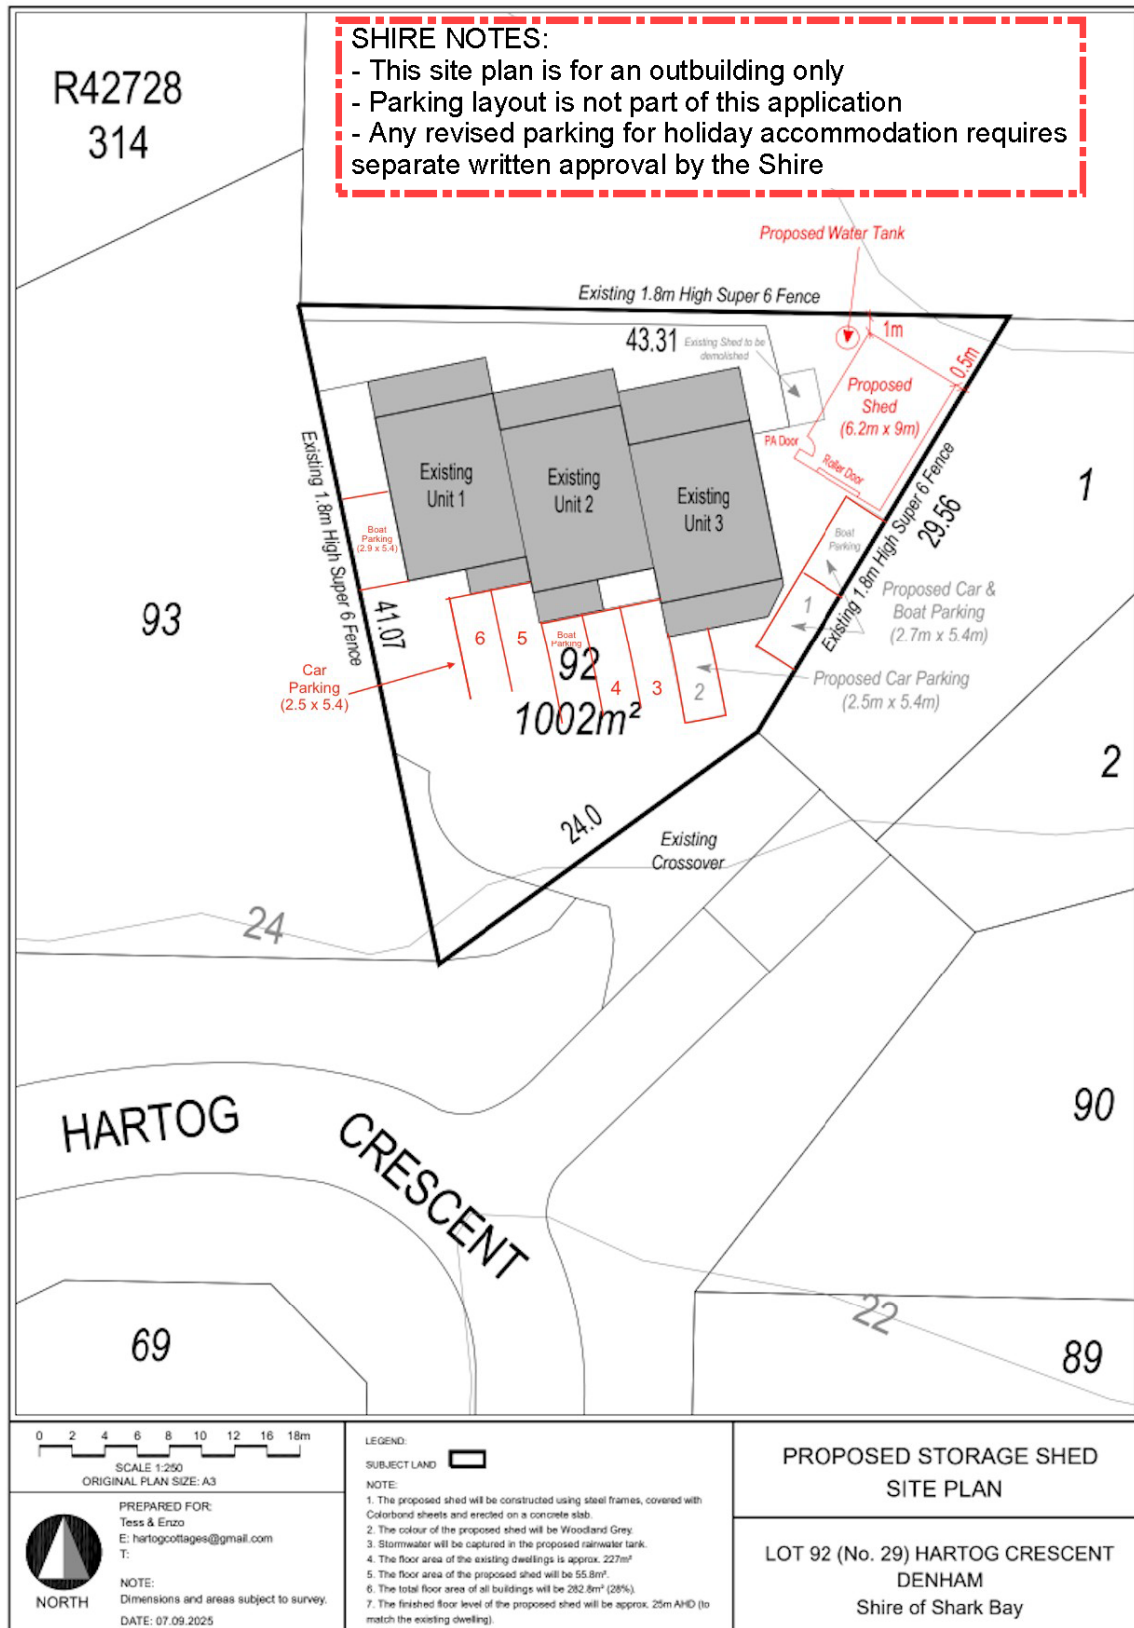 SHIRE NOTES:
- This site plan is for an outbuilding only
- Parking layout is not part of this application
- Any revised parking for holiday accommodation requires
separate written approval by the Shire
R42728
314
Proposed Water Tank
Existing 1.8m High Super 6 Fence
43.31
1m
Existing Shed to be
demolished
0.5m
Proposed
Shed
(6.2m x 9m)
PA Door
Roller Door
Existing 1.8m High Super 6 Fence
29.56
1
Existing
Unit 1
Existing
Unit 2
Existing
Unit 3
Existing 1.8m High Super 6 Fence
41.07
Boat
Parking
(2.9 x 5.4)
Boat
Parking
1
Proposed Car &
Boat Parking
(2.7m x 5.4m)
93
6
5
Boat
Parking
4
3
2
Car
Parking
(2.5 x 5.4)
92
1002m²
Proposed Car Parking
(2.5m x 5.4m)
2
24.0
Existing
Crossover
24
HARTOG
CRESCENT
90
22
69
89
0 2 4 6 8 10 12 16 18m
SCALE 1:250
ORIGINAL PLAN SIZE: A3
PREPARED FOR:
Tess & Enzo
E: hartogcottages@gmail.com
T:
NOTE:
Dimensions and areas subject to survey.
DATE: 07.09.2025
NORTH
LEGEND:
SUBJECT LAND
NOTE:
1. The proposed shed will be constructed using steel frames, covered with
Colorbond sheets and erected on a concrete slab.
2. The colour of the proposed shed will be Woodland Grey.
3. Stormwater will be captured in the proposed rainwater tank.
4. The floor area of the existing dwellings is approx. 227m²
5. The floor area of the proposed shed will be 55.8m².
6. The total floor area of all buildings will be 282.8m² (28%).
7. The finished floor level of the proposed shed will be approx. 25m AHD (to
match the existing dwelling).
PROPOSED STORAGE SHED
SITE PLAN
LOT 92 (No. 29) HARTOG CRESCENT
DENHAM
Shire of Shark Bay